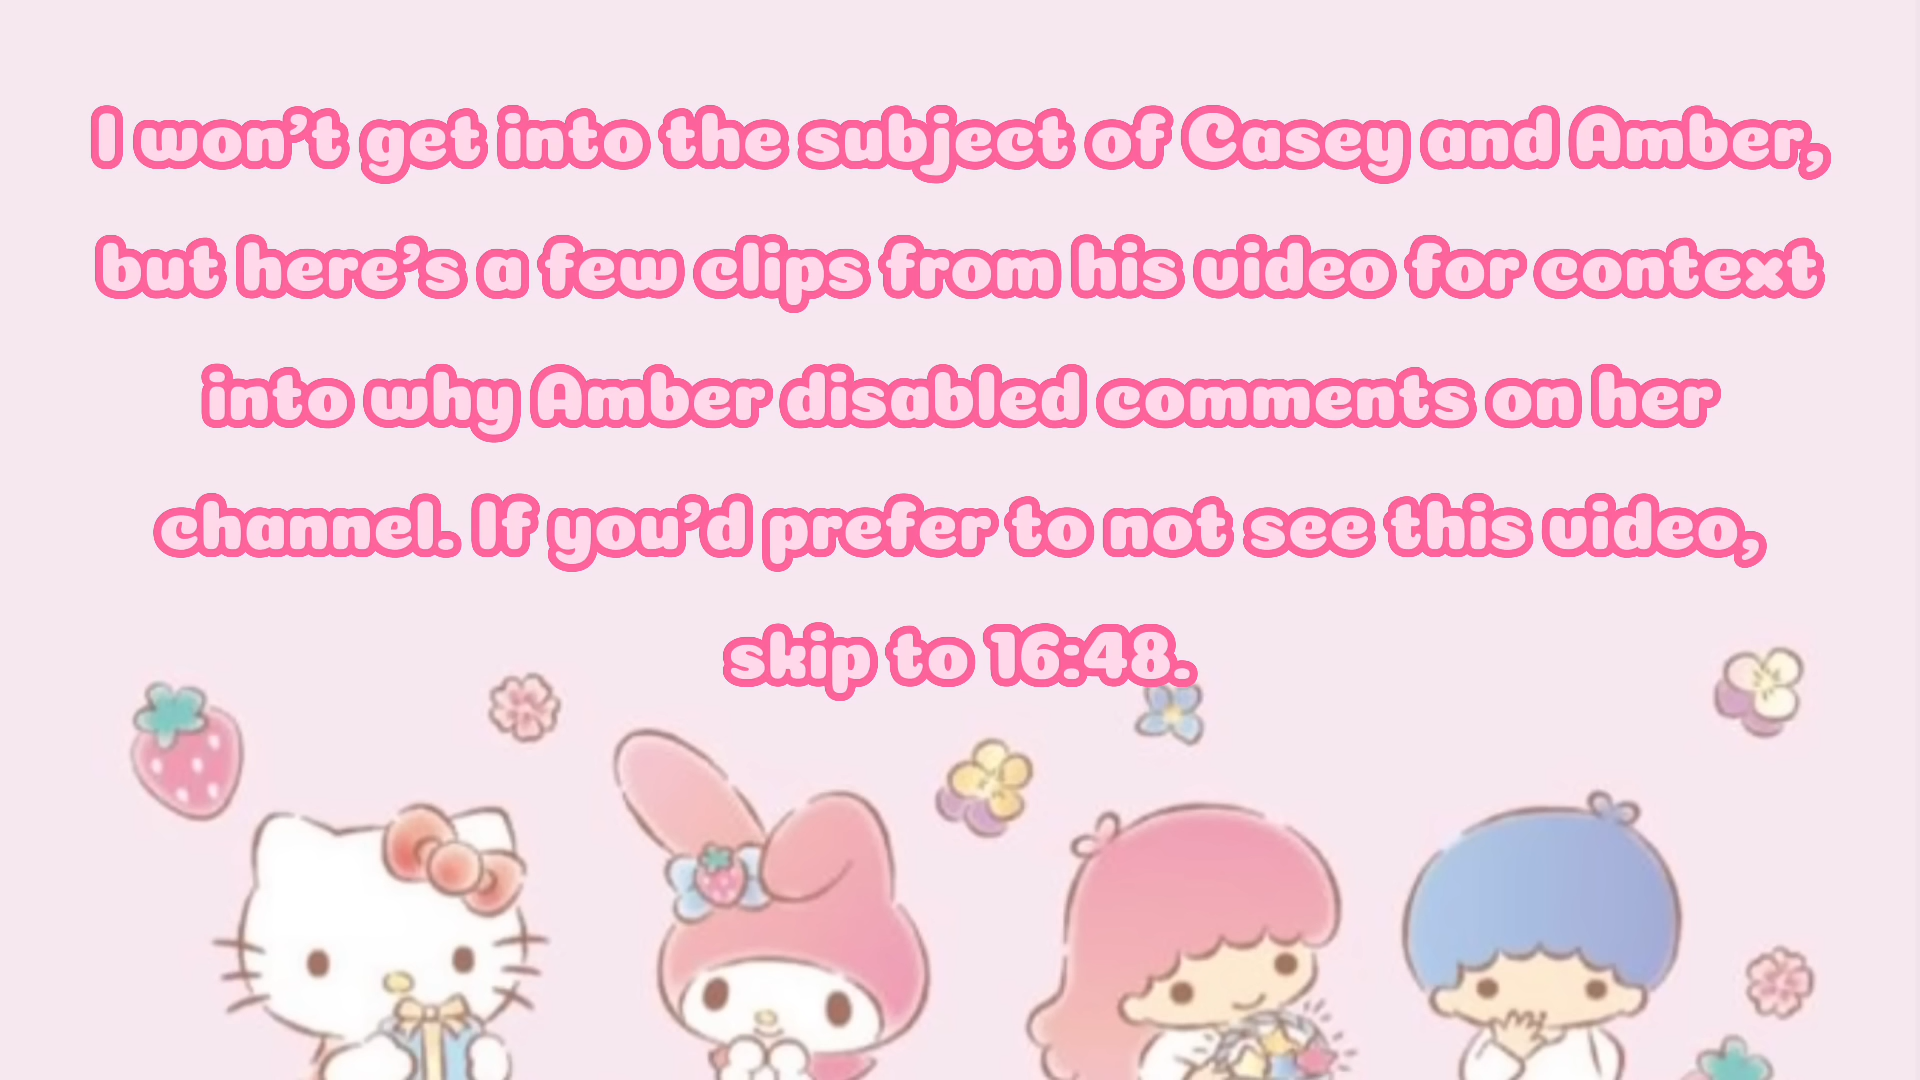 I won’t get into the subject of Casey and Amber,
but here’s a few clips from his video for context
into why Amber disabled comments on her
channel. If you’d prefer to not see this video,
skip to 16:48.